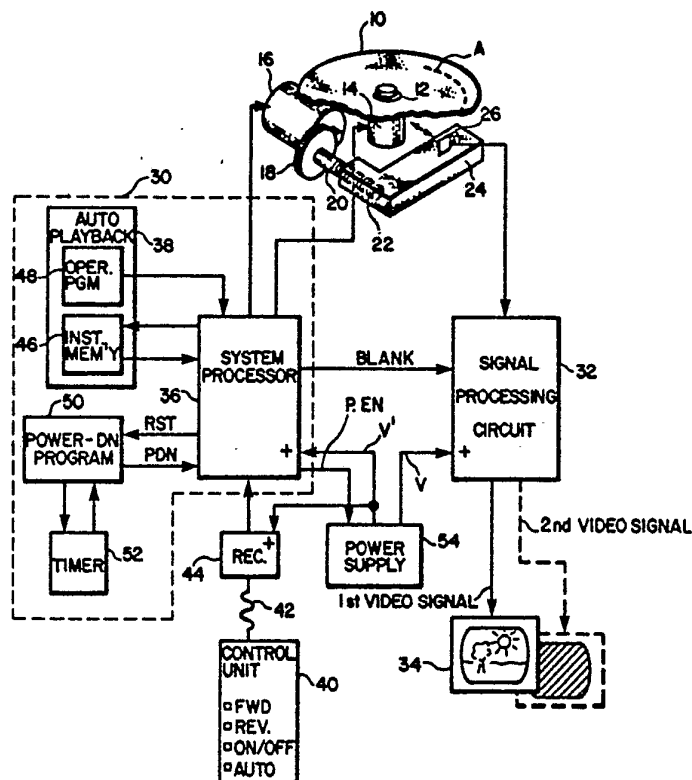 10
A
16
14
12
26
18
20
24
22
30
AUTO
PLAYBACK
38
48
OPER.
PGM
46
INST.
MEM'Y
SYSTEM
PROCESSOR
36
BLANK
SIGNAL
PROCESSING
CIRCUIT
32
50
POWER-DN
PROGRAM
RST
PDN
P. EN
V'
V
+
+
TIMER
52
44
REC.
+
POWER
SUPPLY
54
2nd VIDEO SIGNAL
1st VIDEO SIGNAL
42
CONTROL
UNIT
40
FWD
REV.
ON/OFF
AUTO
34